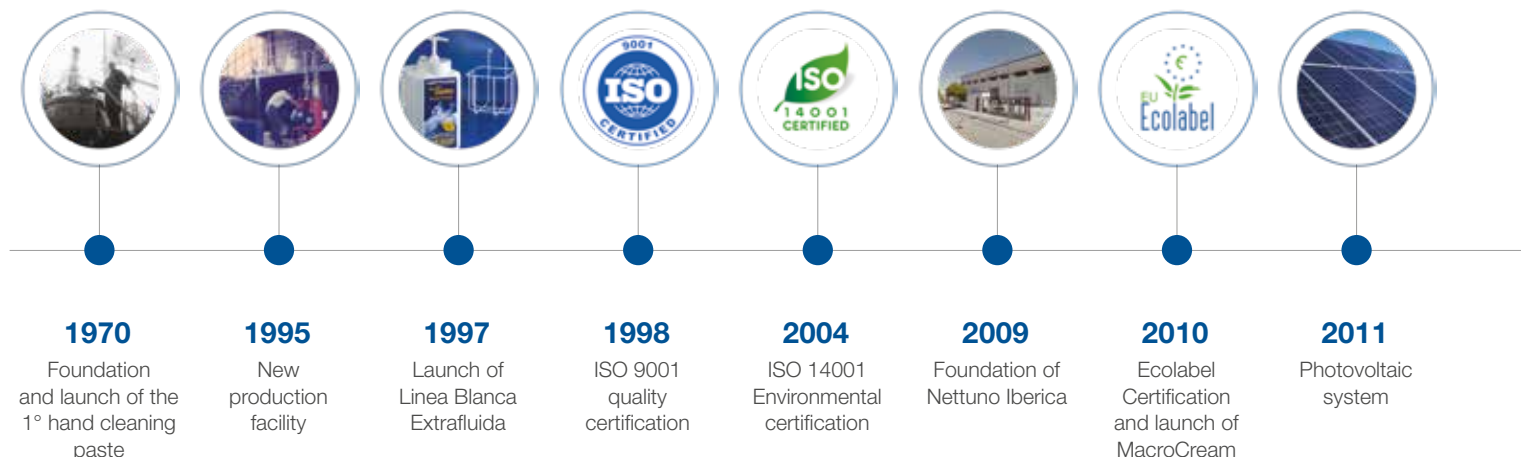 9001
ISO
CERTIFIED
ISO
14001
CERTIFIED
€
EU
Ecolabel
1970
Foundation
and launch of the
1° hand cleaning
paste
1995
New
production
facility
1997
Launch of
Linea Blanca
Extrafluida
1998
ISO 9001
quality
certification
2004
ISO 14001
Environmental
certification
2009
Foundation of
Nettuno Iberica
2010
Ecolabel
Certification
and launch of
MacroCream
2011
Photovoltaic
system